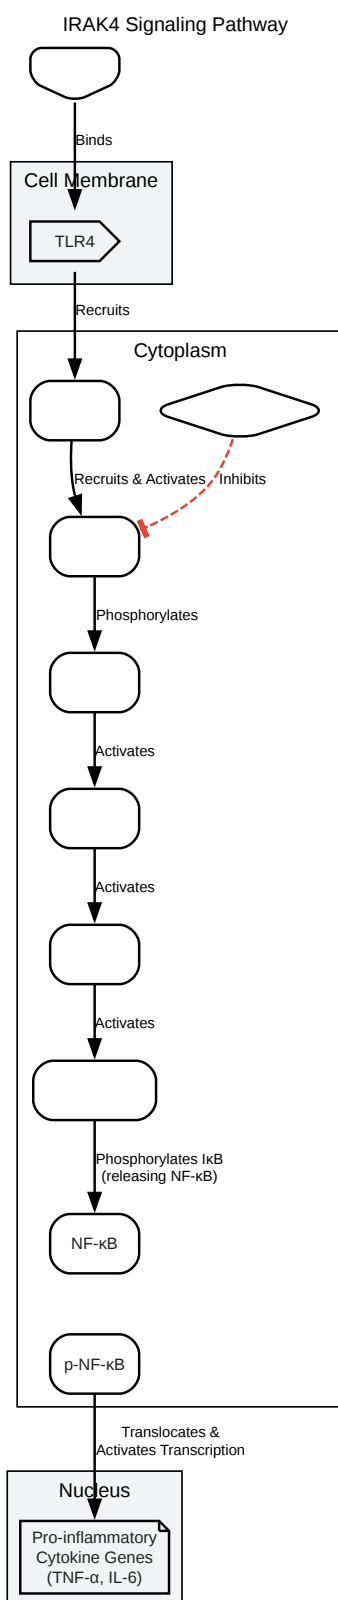 IRAK4 Signaling Pathway
Binds
Cell Membrane
TLR4
Recruits
Cytoplasm
Recruits & Activates
Inhibits
Phosphorylates
Activates
Activates
Activates
Phosphorylates IκB
(releasing NF-κB)
NF-κB
p-NF-κB
Translocates &
Activates Transcription
Nucleus
Pro-inflammatory
Cytokine Genes
(TNF-α, IL-6)